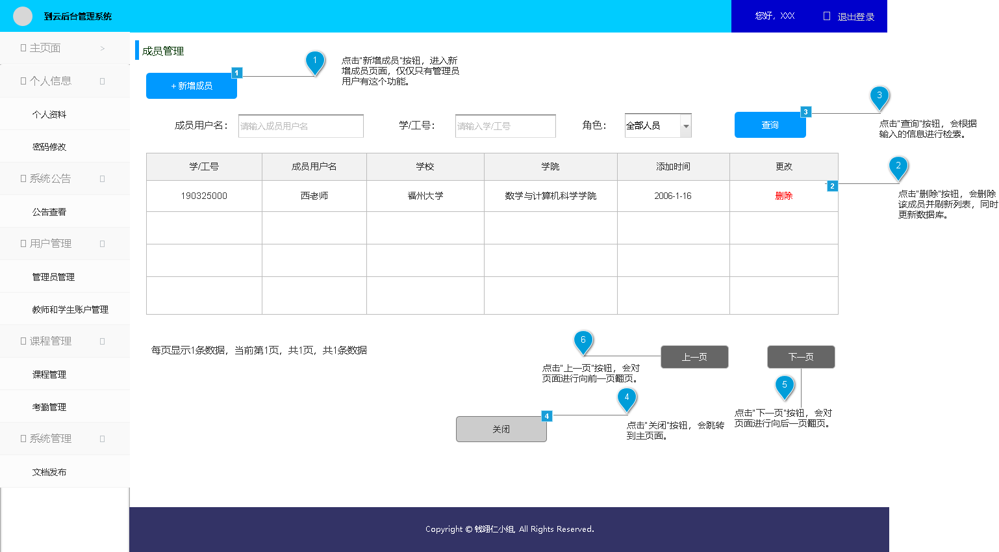 到云后台管理系统
您好，XXX
退出登录
主页面 >
个人信息
个人资料
密码修改
系统公告
公告查看
用户管理
管理员管理
教师和学生账户管理
课程管理
课程管理
考勤管理
系统管理
文档发布
成员管理
+ 新增成员
1
1
点击"新增成员"按钮，进入新
增成员页面，仅仅只有管理员
用户有这个功能。
成员用户名：
请输入成员用户名
学/工号：
请输入学/工号
角色：
全部人员
查询
3
3
点击"查询"按钮，会根据
输入的信息进行检索。
学/工号 成员用户名 学校 学院 添加时间 更改
190325000 西老师 福州大学 数学与计算机科学学院 2006-1-16 删除
2
2
点击"删除"按钮，会删除
该成员并刷新列表，同时
更新数据库。
每页显示1条数据，当前第1页，共1页，共1条数据
6
点击"上一页"按钮，会对
页面进行向前一页翻页。
上一页
下一页
5
点击"下一页"按钮，会对
页面进行向后一页翻页。
关闭
4
4
点击"关闭"按钮，会跳转
到主页面。
Copyright © 钱翊仁小组, All Rights Reserved.